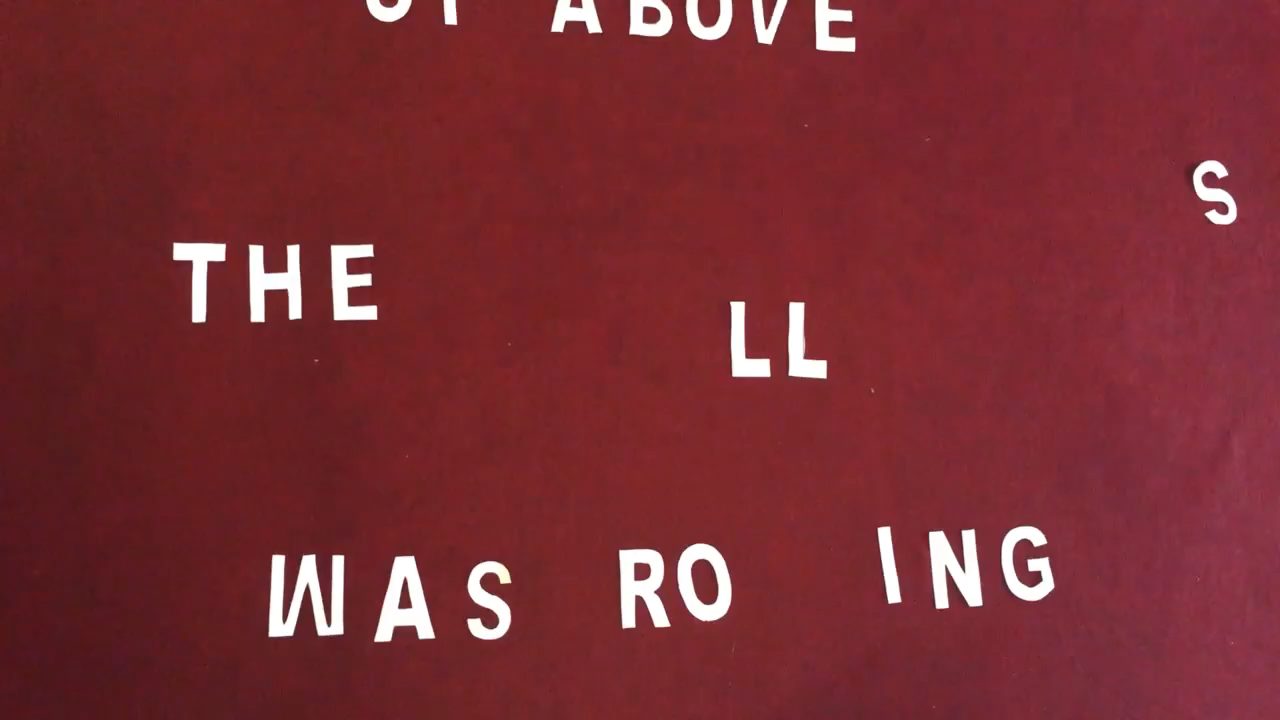 ABOVE
S
THE
LL
WAS RO ING